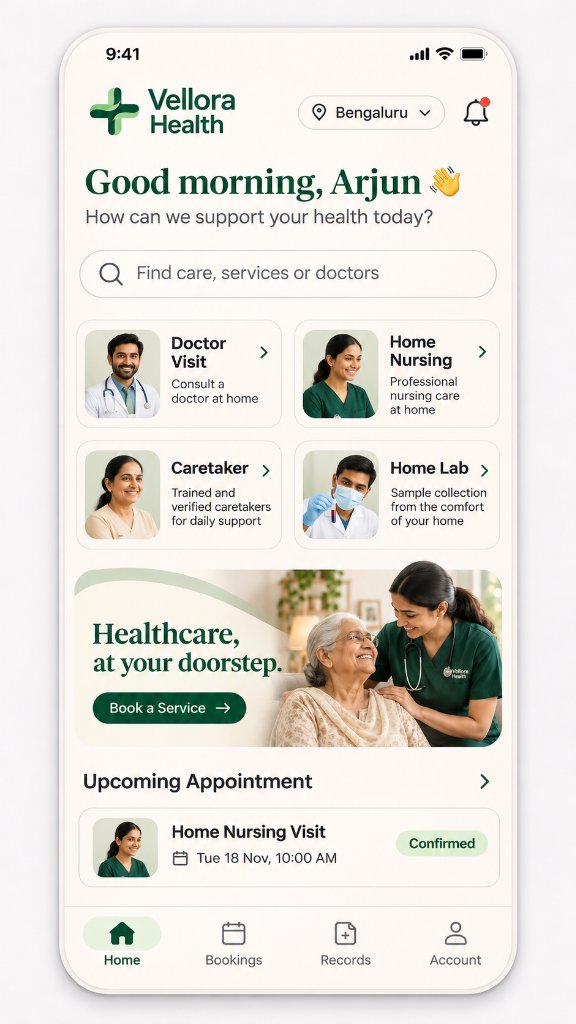 9:41
Vellora
Health
Bengaluru
Good morning, Arjun 👋
How can we support your health today?
Find care, services or doctors
Doctor
Visit
Consult a
doctor at home
Home
Nursing
Professional
nursing care
at home
Caretaker
Trained and
verified caretakers
for daily support
Home Lab
Sample collection
from the comfort
of your home
Healthcare,
at your doorstep.
Book a Service →
Vellora
Health
Upcoming Appointment
Home Nursing Visit
Tue 18 Nov, 10:00 AM
Confirmed
Home
Bookings
Records
Account